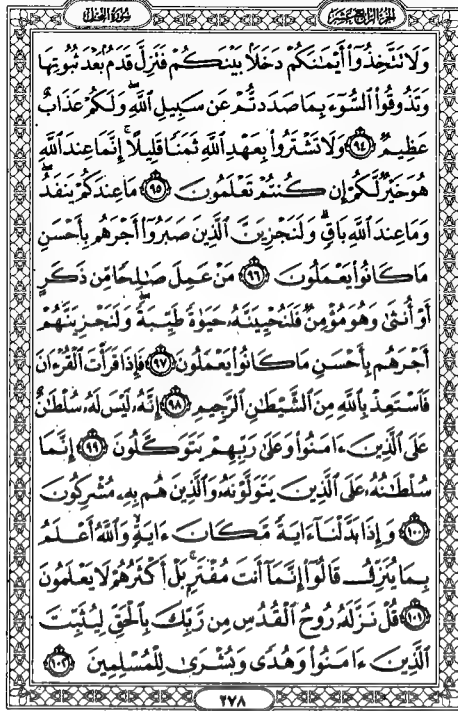 الجزء الرابع عشر
سورة النحل
وَلَا تَتَّخِذُوٓا۟ أَيْمَٰنَكُمْ دَخَلًۢا بَيْنَكُمْ فَتَزِلَّ قَدَمٌۢ بَعْدَ ثُبُوتِهَا
وَتَذُوقُوا۟ ٱلسُّوٓءَ بِمَا صَدَدتُّمْ عَن سَبِيلِ ٱللَّهِ ۖ وَلَكُمْ عَذَابٌ
عَظِيمٌ ٩٤ وَلَا تَشْتَرُوا۟ بِعَهْدِ ٱللَّهِ ثَمَنًا قَلِيلًا ۚ إِنَّمَا عِندَ ٱللَّهِ
هُوَ خَيْرٌ لَّكُمْ إِن كُنتُمْ تَعْلَمُونَ ٩٥ مَا عِندَكُمْ يَنفَدُ ۖ
وَمَا عِندَ ٱللَّهِ بَاقٍ ۗ وَلَنَجْزِيَنَّ ٱلَّذِينَ صَبَرُوٓا۟ أَجْرَهُم بِأَحْسَنِ
مَا كَانُوا۟ يَعْمَلُونَ ٩٦ مَنْ عَمِلَ صَٰلِحًا مِّن ذَكَرٍ
أَوْ أُنثَىٰ وَهُوَ مُؤْمِنٌ فَلَنُحْيِيَنَّهُۥ حَيَوٰةً طَيِّبَةً ۖ وَلَنَجْزِيَنَّهُمْ
أَجْرَهُم بِأَحْسَنِ مَا كَانُوا۟ يَعْمَلُونَ ٩٧ فَإِذَا قَرَأْتَ ٱلْقُرْءَانَ
فَٱسْتَعِذْ بِٱللَّهِ مِنَ ٱلشَّيْطَٰنِ ٱلرَّجِيمِ ٩٨ إِنَّهُۥ لَيْسَ لَهُۥ سُلْطَٰنٌ
عَلَى ٱلَّذِينَ ءَامَنُوا۟ وَعَلَىٰ رَبِّهِمْ يَتَوَكَّلُونَ ٩٩ إِنَّمَا
سُلْطَٰنُهُۥ عَلَى ٱلَّذِينَ يَتَوَلَّوْنَهُۥ وَٱلَّذِينَ هُم بِهِۦ مُشْرِكُونَ
١٠٠ وَإِذَا بَدَّلْنَآ ءَايَةً مَّكَانَ ءَايَةٍ ۙ وَٱللَّهُ أَعْلَمُ
بِمَا يُنَزِّلُ قَالُوٓا۟ إِنَّمَآ أَنتَ مُفْتَرٍۭ ۚ بَلْ أَكْثَرُهُمْ لَا يَعْلَمُونَ
١٠١ قُلْ نَزَّلَهُۥ رُوحُ ٱلْقُدُسِ مِن رَّبِّكَ بِٱلْحَقِّ لِيُثَبِّتَ
ٱلَّذِينَ ءَامَنُوا۟ وَهُدًى وَبُشْرَىٰ لِلْمُسْلِمِينَ ١٠٢
٢٧٨